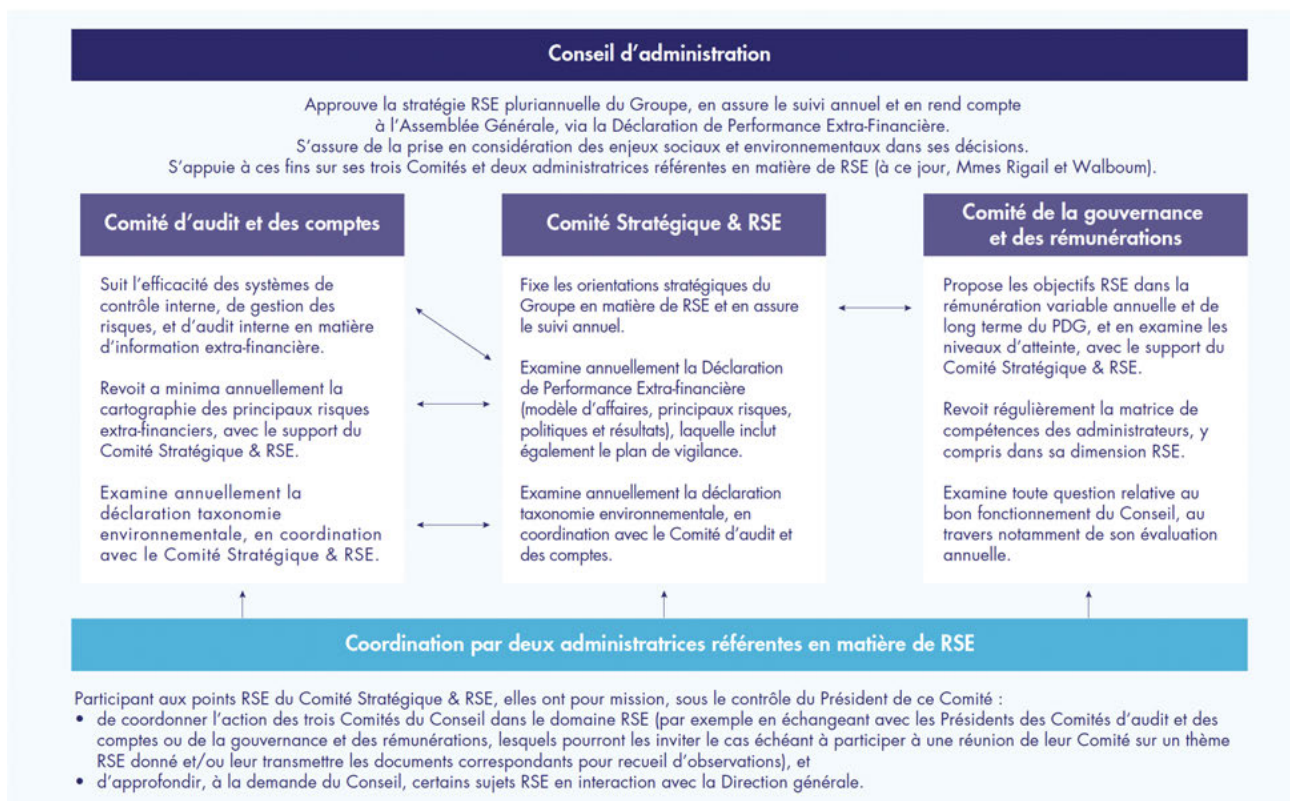 Conseil d'administration
Approuve la stratégie RSE pluriannuelle du Groupe, en assure le suivi annuel et en rend compte
à l'Assemblée Générale, via la Déclaration de Performance Extra-Financière.
S'assure de la prise en considération des enjeux sociaux et environnementaux dans ses décisions.
S'appuie à ces fins sur ses trois Comités et deux administratrices référentes en matière de RSE (à ce jour, Mmes Rigail et Walboum).
Comité d'audit et des comptes
Suit l'efficacité des systèmes de
contrôle interne, de gestion des
risques, et d'audit interne en matière
d'information extra-financière.
Revoit a minima annuellement la
cartographie des principaux risques
extra-financiers, avec le support du
Comité Stratégique & RSE.
Examine annuellement la
déclaration taxonomie
environnementale, en coordination
avec le Comité Stratégique & RSE.
Comité Stratégique & RSE
Fixe les orientations stratégiques du
Groupe en matière de RSE et en assure
le suivi annuel.
Examine annuellement la Déclaration
de Performance Extra-financière
(modèle d'affaires, principaux risques,
politiques et résultats), laquelle inclut
également le plan de vigilance.
Examine annuellement la déclaration
taxonomie environnementale, en
coordination avec le Comité d'audit et
des comptes.
Comité de la gouvernance
et des rémunérations
Propose les objectifs RSE dans la
rémunération variable annuelle et de
long terme du PDG, et en examine les
niveaux d'atteinte, avec le support du
Comité Stratégique & RSE.
Revoit régulièrement la matrice de
compétences des administrateurs, y
compris dans sa dimension RSE.
Examine toute question relative au
bon fonctionnement du Conseil, au
travers notamment de son évaluation
annuelle.
Coordination par deux administratrices référentes en matière de RSE
Participant aux points RSE du Comité Stratégique & RSE, elles ont pour mission, sous le contrôle du Président de ce Comité :
• de coordonner l'action des trois Comités du Conseil dans le domaine RSE (par exemple en échangeant avec les Présidents des Comités d'audit et des
comptes ou de la gouvernance et des rémunérations, lesquels pourront les inviter le cas échéant à participer à une réunion de leur Comité sur un thème
RSE donné et/ou leur transmettre les documents correspondants pour recueil d'observations), et
• d'approfondir, à la demande du Conseil, certains sujets RSE en interaction avec la Direction générale.